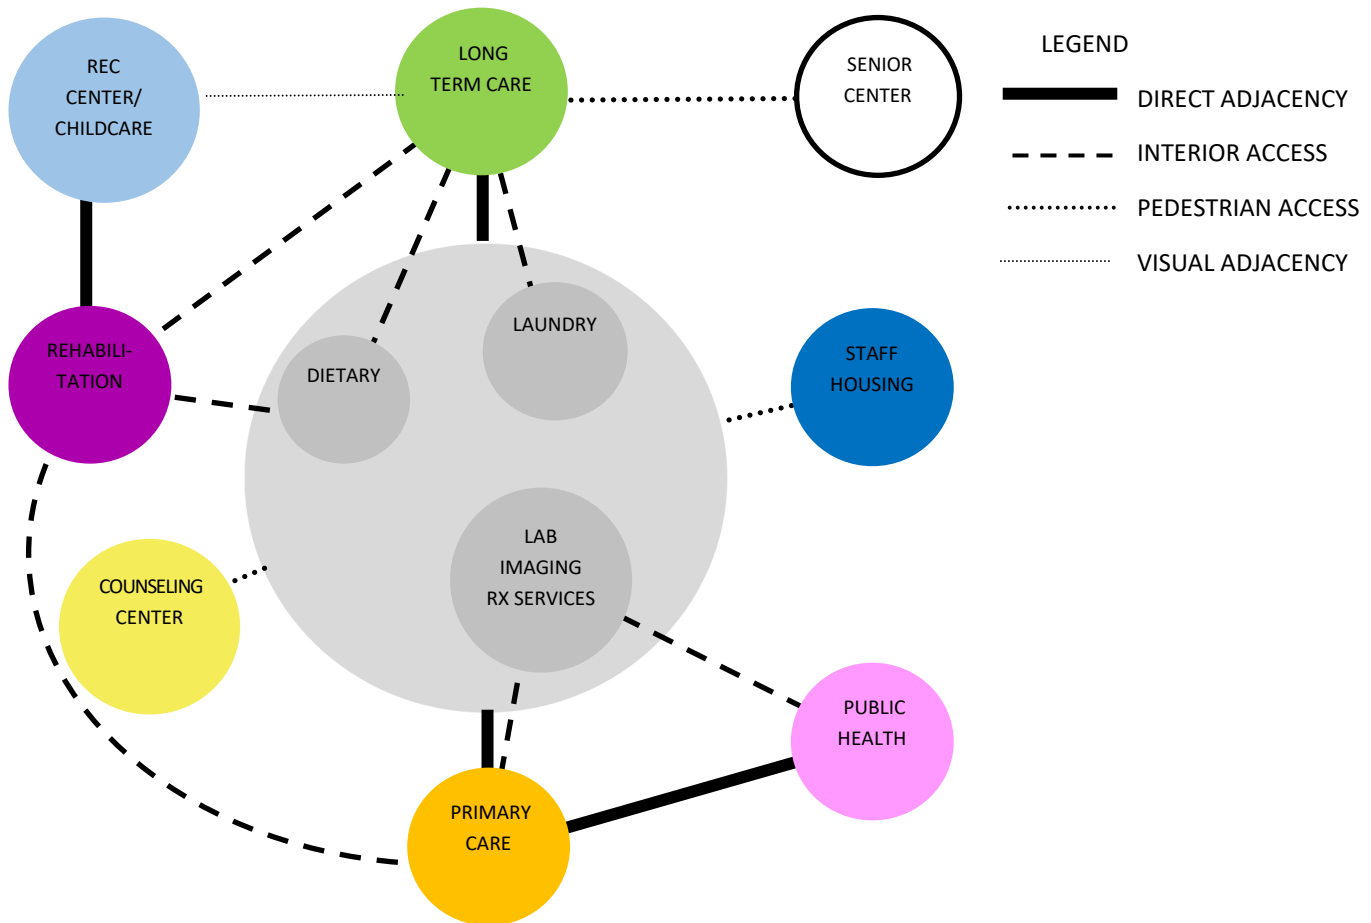 REC
CENTER/
CHILDCARE
LONG
TERM CARE
SENIOR
CENTER
LEGEND
DIRECT ADJACENCY
INTERIOR ACCESS
PEDESTRIAN ACCESS
VISUAL ADJACENCY
REHABILI-
TATION
DIETARY
LAUNDRY
STAFF
HOUSING
COUNSELING
CENTER
LAB
IMAGING
RX SERVICES
PUBLIC
HEALTH
PRIMARY
CARE